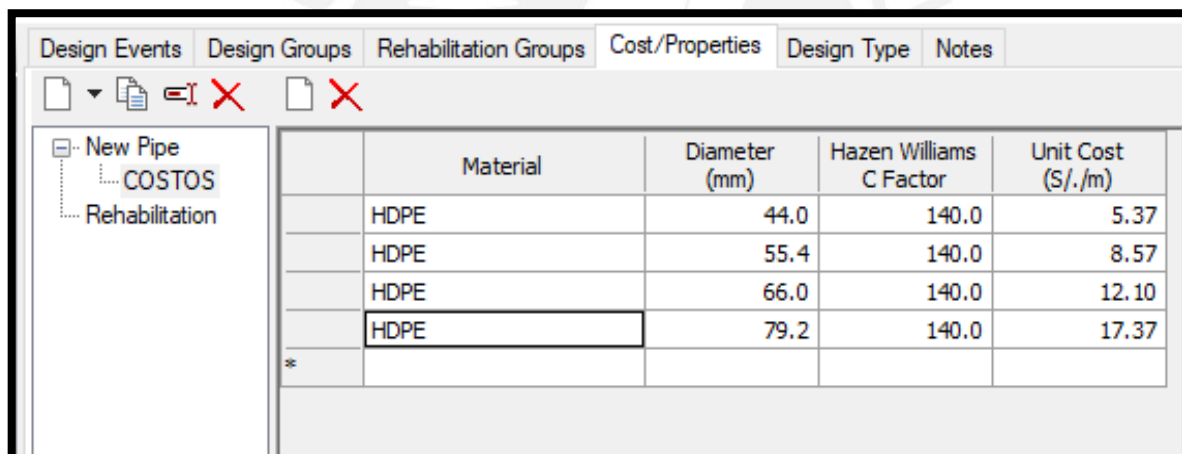 Design Events Design Groups Rehabilitation Groups Cost/Properties Design Type Notes
New Pipe
COSTOS
Rehabilitation
Material Diameter (mm) Hazen Williams C Factor Unit Cost (S/./m)
HDPE 44.0 140.0 5.37
HDPE 55.4 140.0 8.57
HDPE 66.0 140.0 12.10
HDPE 79.2 140.0 17.37
*